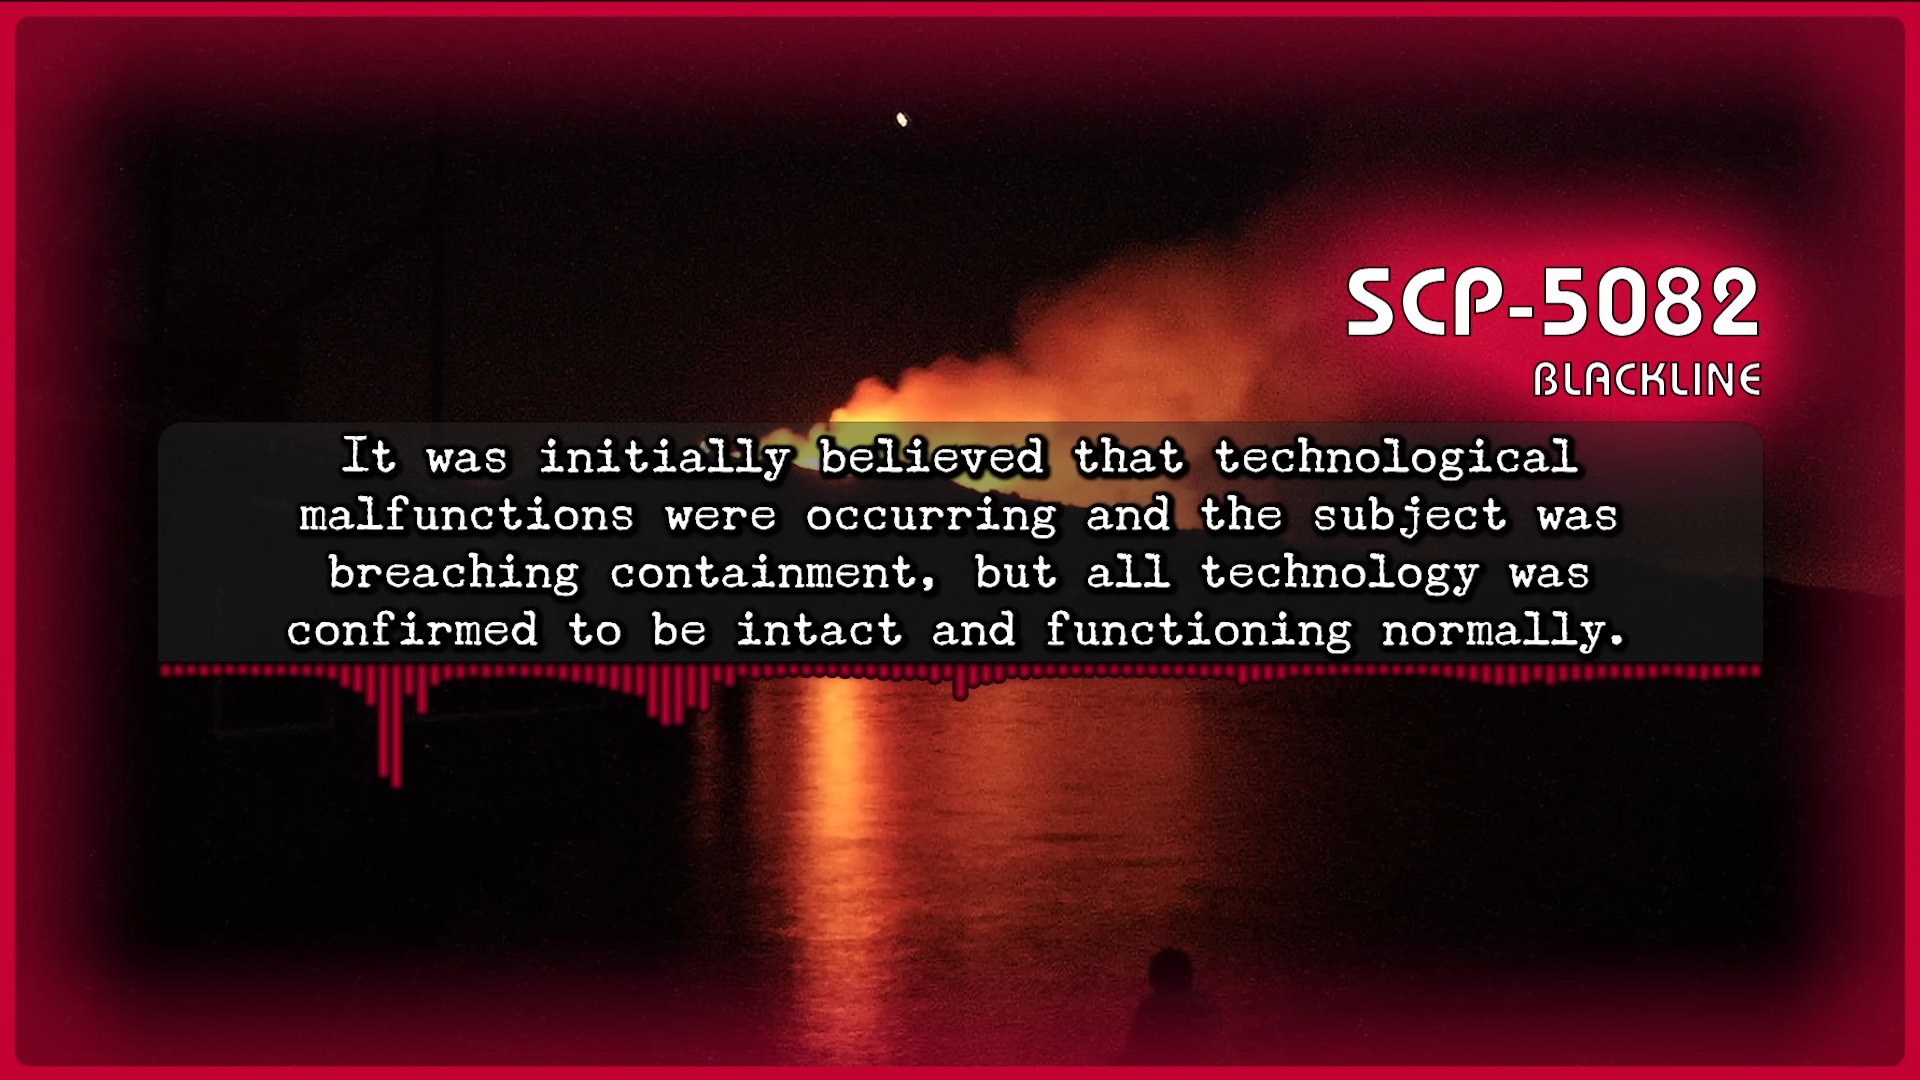 SCP-5082
BLACKLINE
It was initially believed that technological
malfunctions were occurring and the subject was
breaching containment, but all technology was
confirmed to be intact and functioning normally.